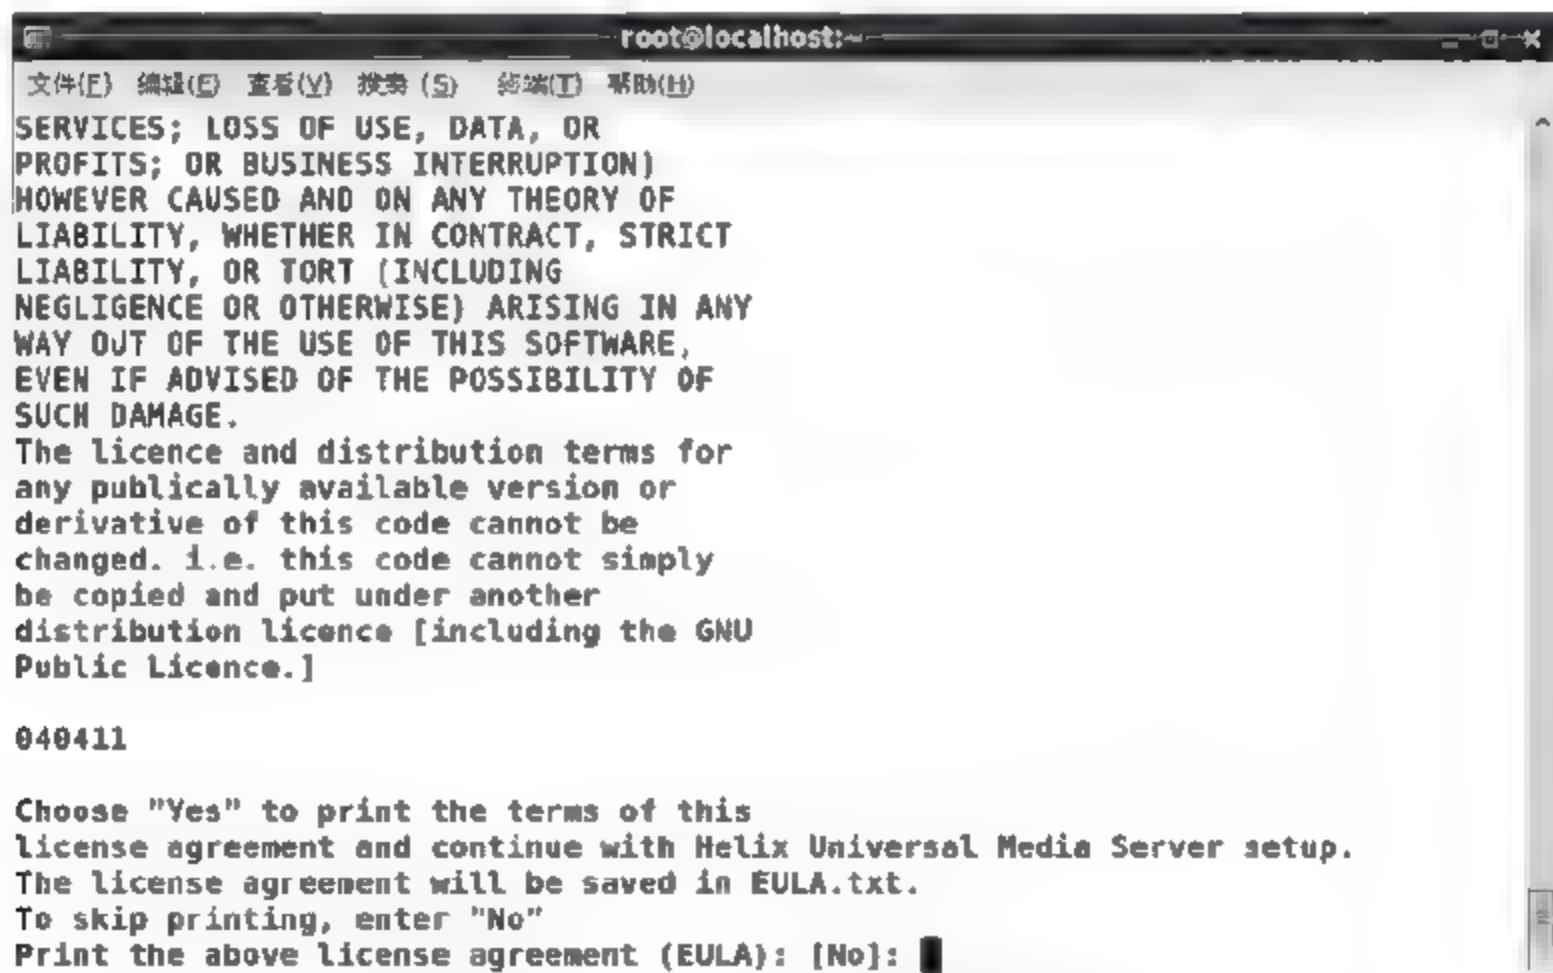 root@localhost:~
文件(F) 编辑(E) 查看(V) 搜索 (S) 终端(T) 帮助(H)
SERVICES; LOSS OF USE, DATA, OR
PROFITS; OR BUSINESS INTERRUPTION)
HOWEVER CAUSED AND ON ANY THEORY OF
LIABILITY, WHETHER IN CONTRACT, STRICT
LIABILITY, OR TORT (INCLUDING
NEGLIGENCE OR OTHERWISE) ARISING IN ANY
WAY OUT OF THE USE OF THIS SOFTWARE,
EVEN IF ADVISED OF THE POSSIBILITY OF
SUCH DAMAGE.
The licence and distribution terms for
any publically available version or
derivative of this code cannot be
changed. i.e. this code cannot simply
be copied and put under another
distribution licence [including the GNU
Public Licence.]
040411
Choose "Yes" to print the terms of this
license agreement and continue with Helix Universal Media Server setup.
The license agreement will be saved in EULA.txt.
To skip printing, enter "No"
Print the above license agreement (EULA): [No]: